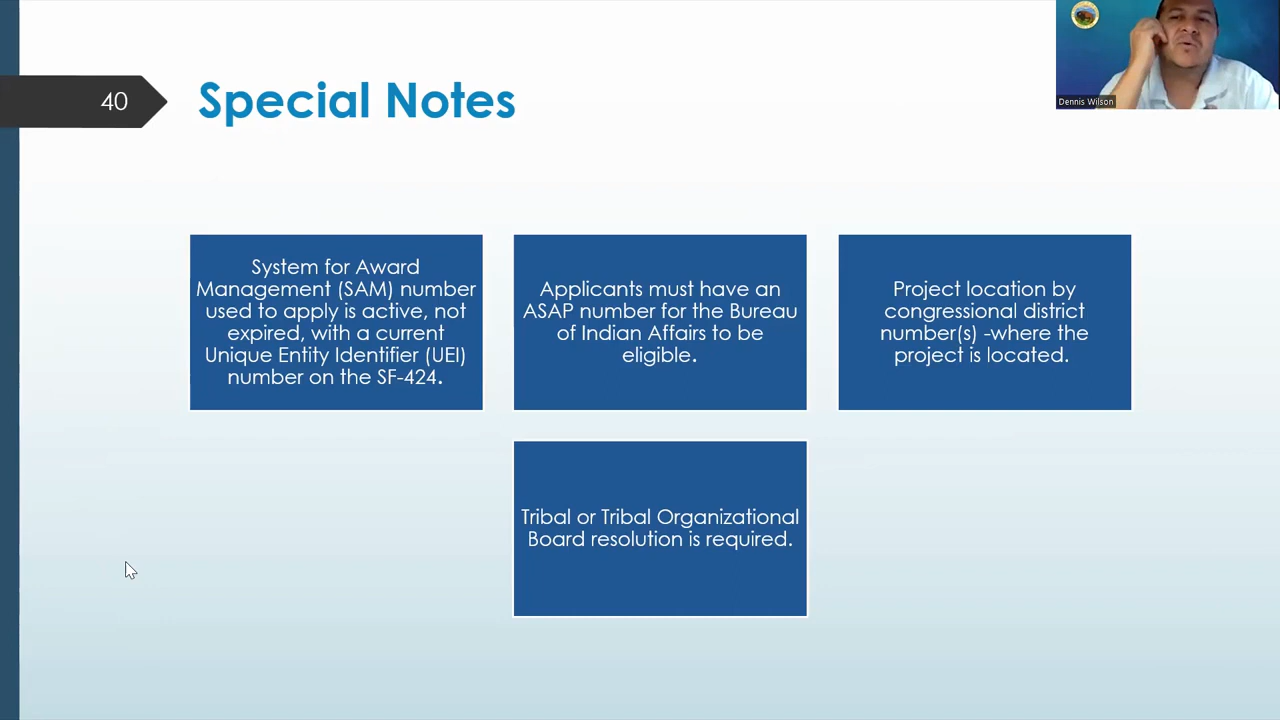 40
Special Notes
Dennis Wilson
System for Award
Management (SAM) number
used to apply is active, not
expired, with a current
Unique Entity Identifier (UEI)
number on the SF-424.
Applicants must have an
ASAP number for the Bureau
of Indian Affairs to be
eligible.
Project location by
congressional district
number(s) -where the
project is located.
Tribal or Tribal Organizational
Board resolution is required.